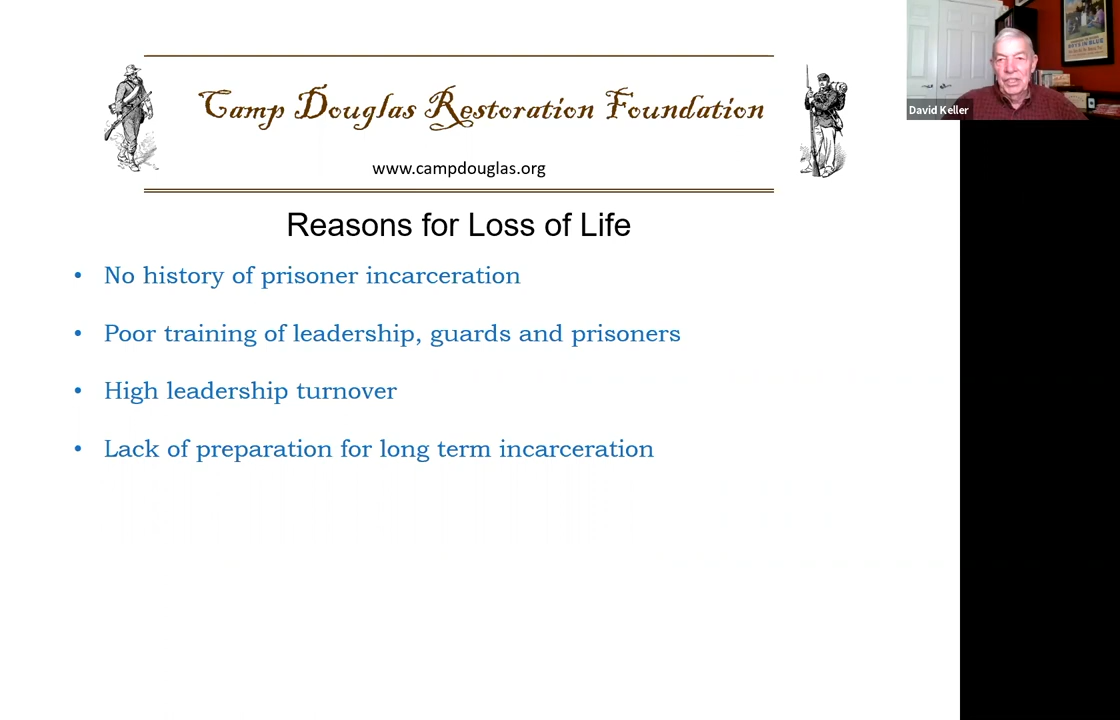 Camp Douglas Restoration Foundation
www.campdouglas.org
Reasons for Loss of Life
• No history of prisoner incarceration
• Poor training of leadership, guards and prisoners
• High leadership turnover
• Lack of preparation for long term incarceration
David Keller